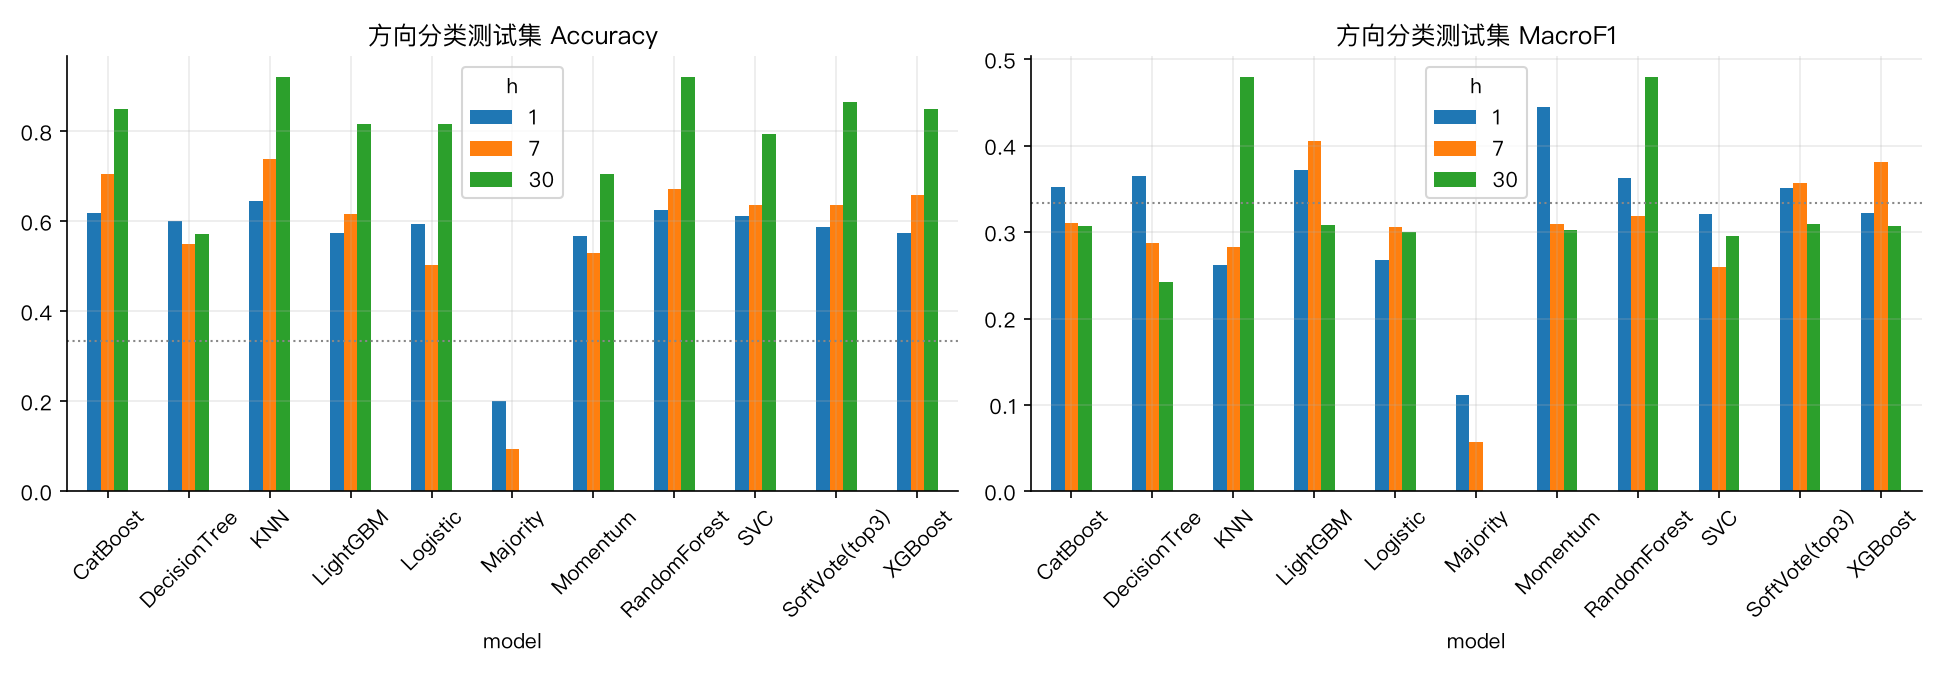 方向分类测试集 Accuracy
h
1
7
30
0.8
0.6
0.4
0.2
0.0
CatBoost
DecisionTree
KNN
LightGBM
Logistic
Majority
Momentum
RandomForest
SVC
SoftVote(top3)
XGBoost
model
方向分类测试集 MacroF1
h
1
7
30
0.5
0.4
0.3
0.2
0.1
0.0
CatBoost
DecisionTree
KNN
LightGBM
Logistic
Majority
Momentum
RandomForest
SVC
SoftVote(top3)
XGBoost
model